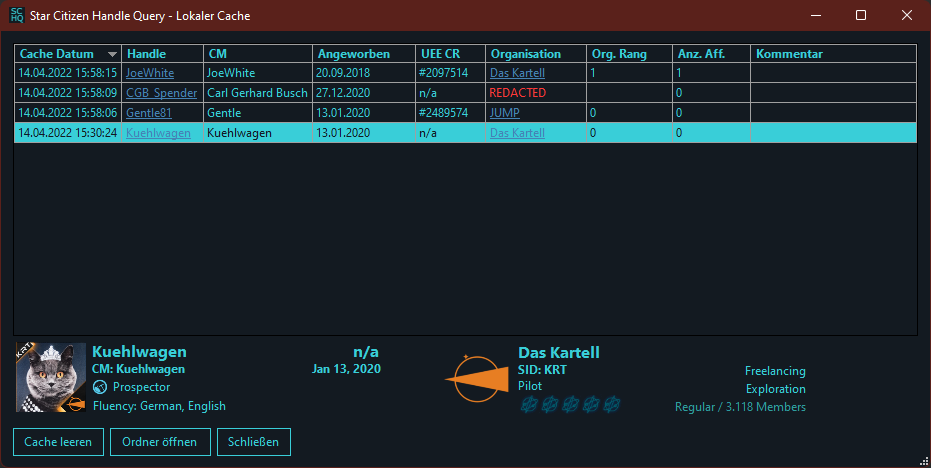 SC
HQ
Star Citizen Handle Query - Lokaler Cache
Cache Datum Handle CM Angeworben UEE CR Organisation Org. Rang Anz. Aff. Kommentar
14.04.2022 15:58:15 JoeWhite JoeWhite 20.09.2018 #2097514 Das Kartell 1 1
14.04.2022 15:58:09 CGB_Spender Carl Gerhard Busch 27.12.2020 n/a REDACTED 0
14.04.2022 15:58:06 Gentle81 Gentle 13.01.2020 #2489574 JUMP 0 0
14.04.2022 15:30:24 Kuehlwagen Kuehlwagen 13.01.2020 n/a Das Kartell 0 0
KRT
Kuehlwagen n/a
CM: Kuehlwagen Jan 13, 2020
Prospector
Fluency: German, English
Das Kartell
SID: KRT
Pilot
Freelancing
Exploration
Regular / 3.118 Members
Cache leeren Ordner öffnen Schließen